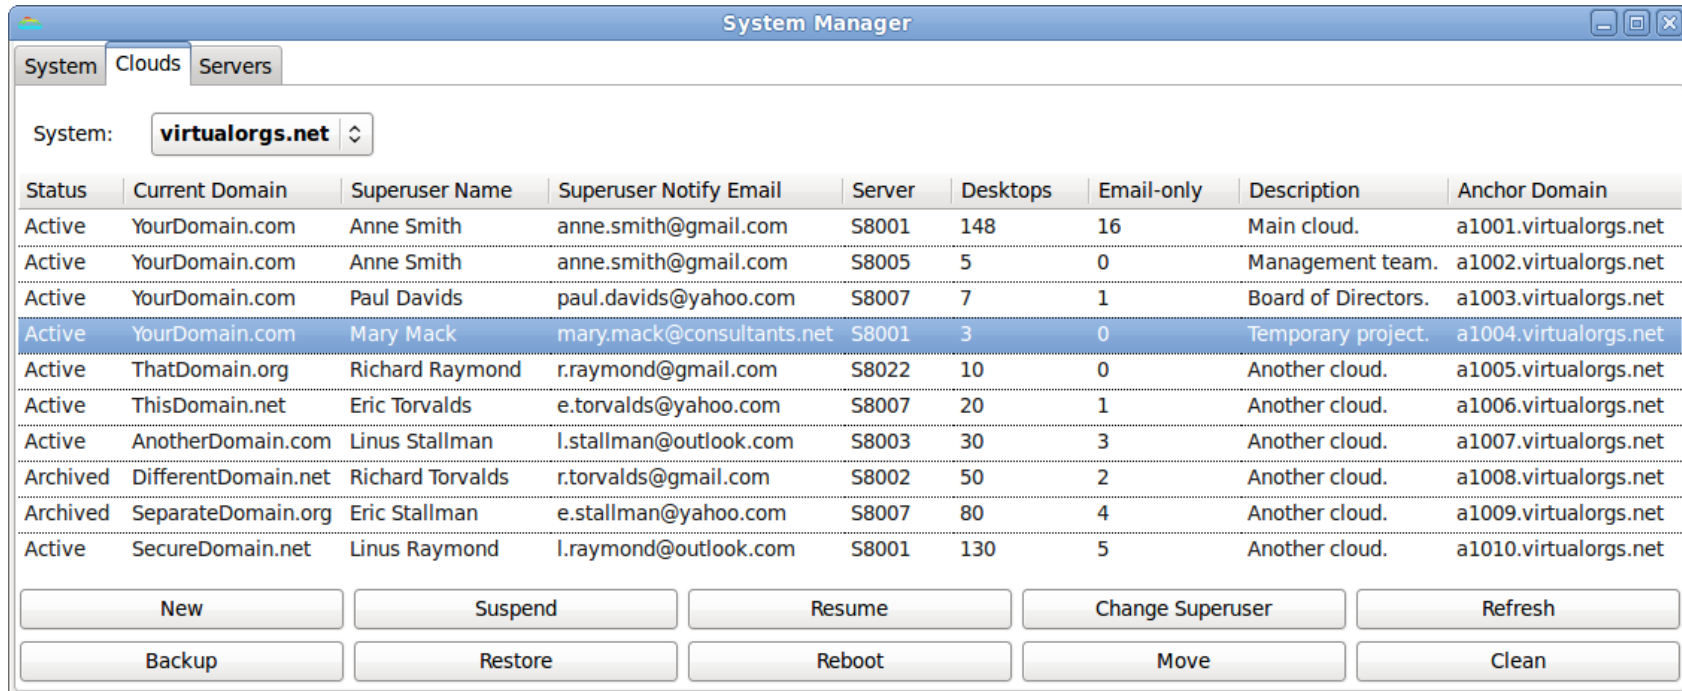 System Manager
System Clouds Servers
System: virtualorgs.net
Status Current Domain Superuser Name Superuser Notify Email Server Desktops Email-only Description Anchor Domain
Active YourDomain.com Anne Smith anne.smith@gmail.com S8001 148 16 Main cloud. a1001.virtualorgs.net
Active YourDomain.com Anne Smith anne.smith@gmail.com S8005 5 0 Management team. a1002.virtualorgs.net
Active YourDomain.com Paul Davids paul.davids@yahoo.com S8007 7 1 Board of Directors. a1003.virtualorgs.net
Active YourDomain.com Mary Mack mary.mack@consultants.net S8001 3 0 Temporary project. a1004.virtualorgs.net
Active ThatDomain.org Richard Raymond r.raymond@gmail.com S8022 10 0 Another cloud. a1005.virtualorgs.net
Active ThisDomain.net Eric Torvalds e.torvalds@yahoo.com S8007 20 1 Another cloud. a1006.virtualorgs.net
Active AnotherDomain.com Linus Stallman l.stallman@outlook.com S8003 30 3 Another cloud. a1007.virtualorgs.net
Archived DifferentDomain.net Richard Torvalds r.torvalds@gmail.com S8002 50 2 Another cloud. a1008.virtualorgs.net
Archived SeparateDomain.org Eric Stallman e.stallman@yahoo.com S8007 80 4 Another cloud. a1009.virtualorgs.net
Active SecureDomain.net Linus Raymond l.raymond@outlook.com S8001 130 5 Another cloud. a1010.virtualorgs.net
New Suspend Resume Change Superuser Refresh
Backup Restore Reboot Move Clean